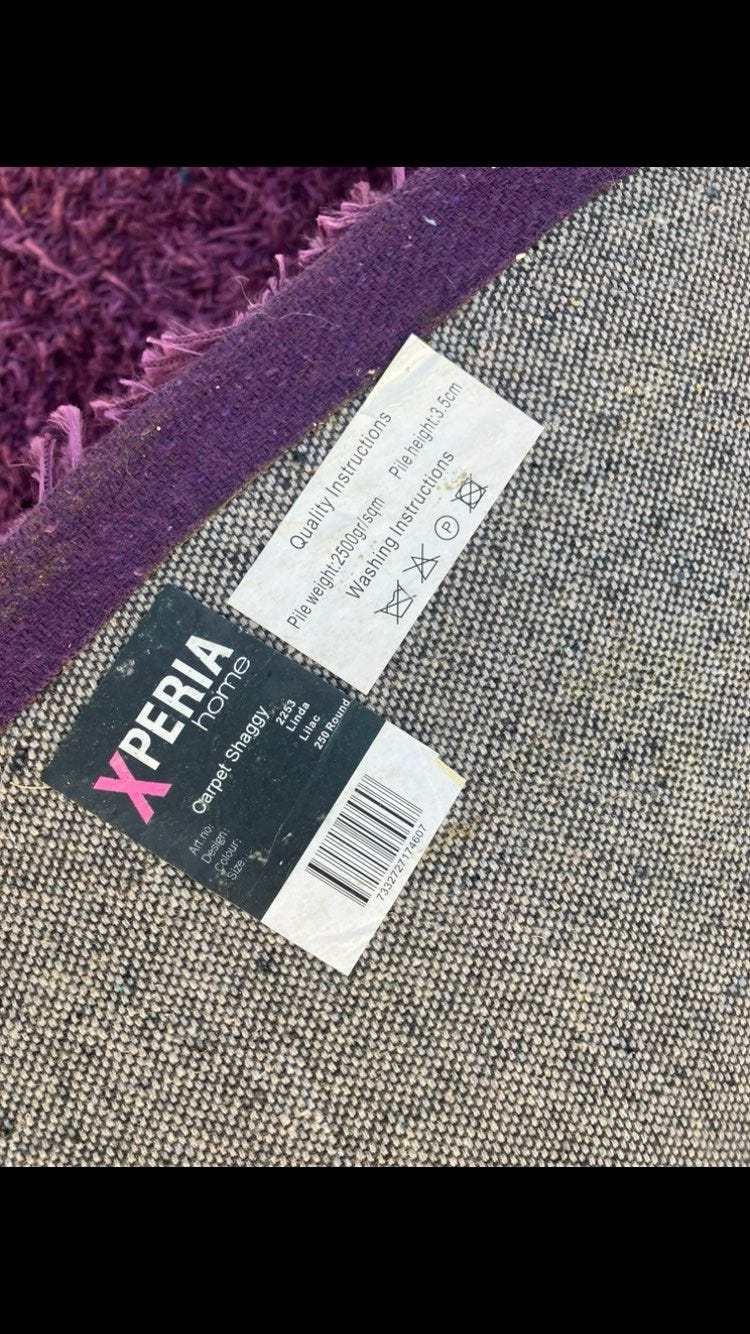 Quality Instructions
Pile weight:2500gr/sqm Pile height:3.5cm
Washing Instructions
P
XPERIA
home
Carpet Shaggy
Art.no: 2253
Design: Linda
Colour: Lilac
Size: 250 Round
7332727174607